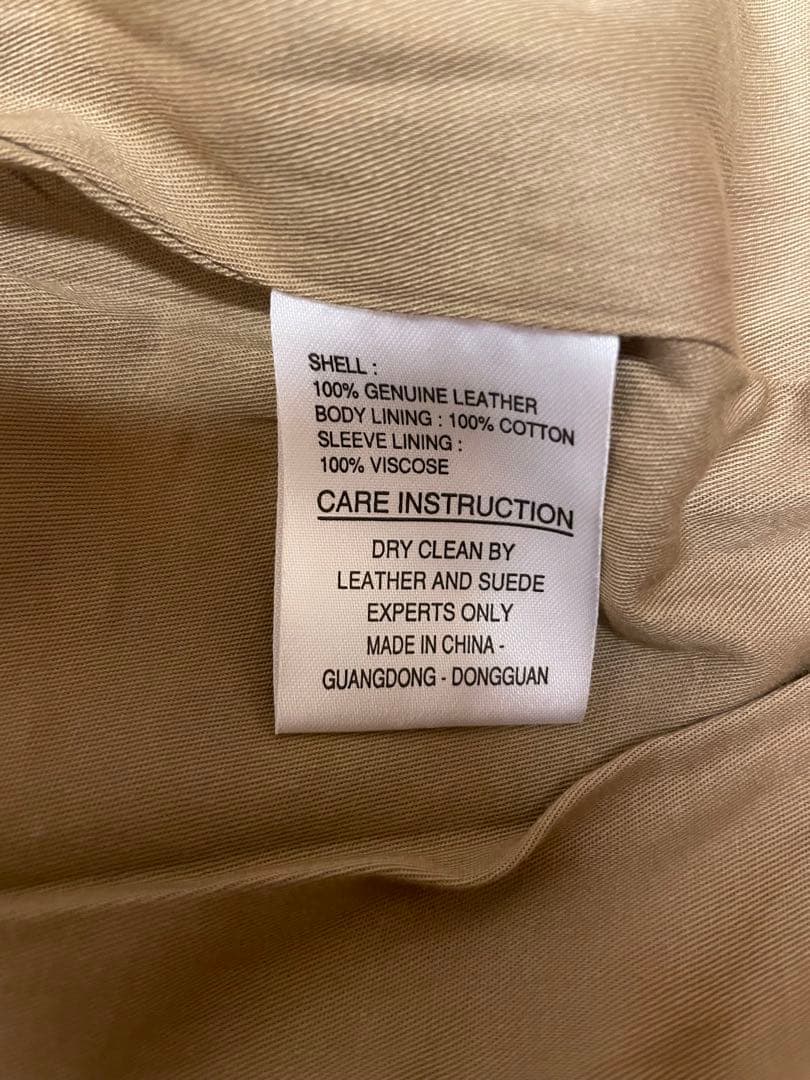 SHELL :
100% GENUINE LEATHER
BODY LINING : 100% COTTON
SLEEVE LINING :
100% VISCOSE
CARE INSTRUCTION
DRY CLEAN BY
LEATHER AND SUEDE
EXPERTS ONLY
MADE IN CHINA -
GUANGDONG - DONGGUAN